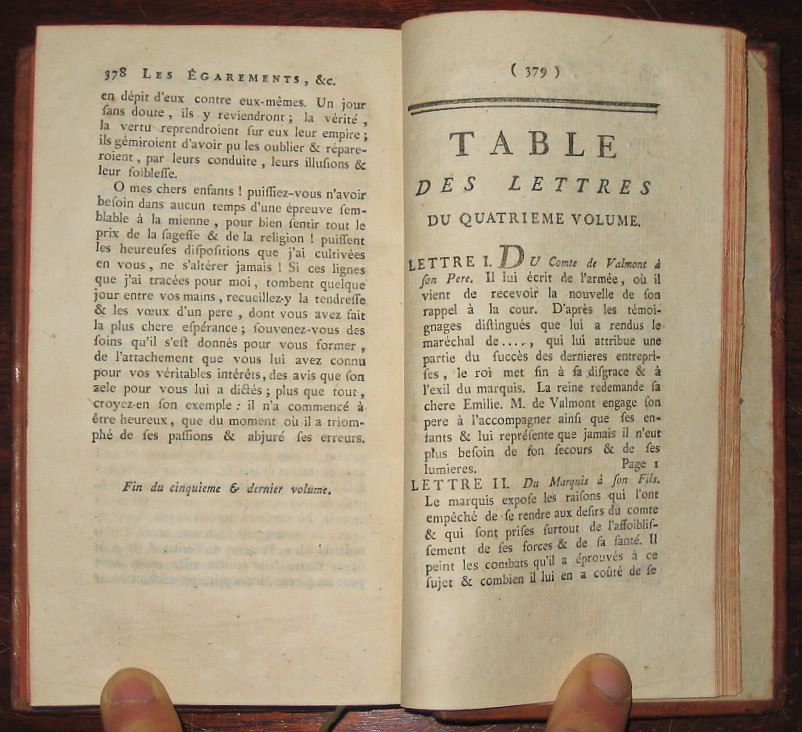 378 LES ÉGAREMENTS, &c.
en dépit d'eux contre eux-mêmes. Un jour
ſans doute, ils y reviendront; la vérité,
la vertu reprendroient ſur eux leur empire;
ils gémiroient d'avoir pu les oublier & répare-
roient, par leurs conduite, leurs illuſions &
leur foibleſſe.
O mes chers enfants! puiſſiez-vous n'avoir
beſoin dans aucun temps d'une épreuve ſem-
blable à la mienne, pour bien ſentir tout le
prix de la ſageſſe & de la religion! puiſſent
les heureuſes diſpoſitions que j'ai cultivées
en vous, ne s'altérer jamais! Si ces lignes
que j'ai tracées pour moi, tombent quelque
jour entre vos mains, recueillez-y la tendreſſe
& les vœux d'un pere, dont vous avez fait
la plus chere eſpérance; ſouvenez-vous des
ſoins qu'il s'eſt donnés pour vous former,
de l'attachement que vous lui avez connu
pour vos véritables intérêts, des avis que ſon
zele pour vous lui a dictés; plus que tout,
croyez-en ſon exemple: il n'a commencé à
être heureux, que du moment où il a triom-
phé de ſes paſſions & abjuré ſes erreurs.
Fin du cinquieme & dernier volume.
( 379 )
TABLE
DES LETTRES
DU QUATRIEME VOLUME.
LETTRE I. DU Comte de Valmont à
ſon Pere. Il lui écrit de l'armée, où il
vient de recevoir la nouvelle de ſon
rappel à la cour. D'après les témoi-
gnages diſtingués que lui a rendus le
maréchal de...., qui lui attribue une
partie du ſuccès des dernieres entrepri-
ſes, le roi met fin à ſa diſgrace & à
l'exil du marquis. La reine redemande ſa
chere Emilie. M. de Valmont engage ſon
pere à l'accompagner ainſi que ſes en-
fants & lui repréſente que jamais il n'eut
plus beſoin de ſon ſecours & de ſes
lumieres. Page 1
LETTRE II. Du Marquis à ſon Fils.
Le marquis expoſe les raiſons qui l'ont
empêché de ſe rendre aux deſirs du comte
& qui ſont priſes ſurtout de l'affoibliſ-
ſement de ſes forces & de ſa ſanté. Il
peint les combats qu'il a éprouvés à ce
ſujet & combien il lui en a coûté de ſe